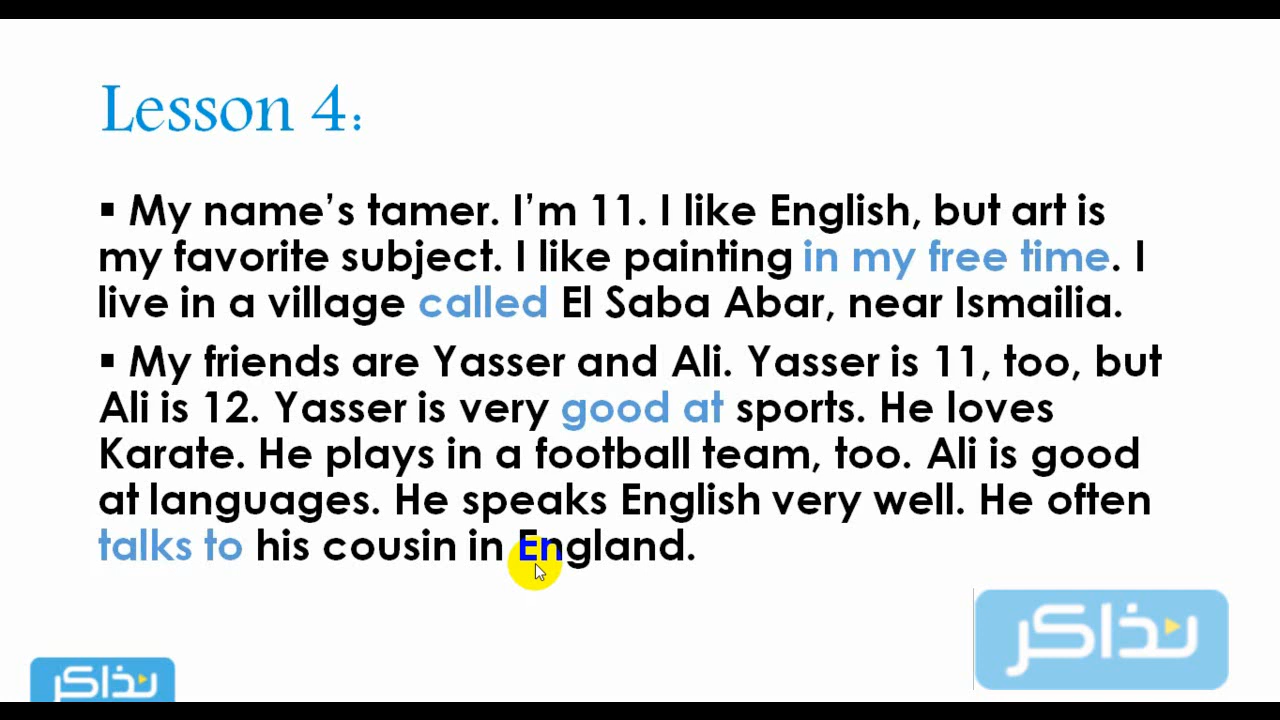 Lesson 4:
▪ My name’s tamer. I’m 11. I like English, but art is
my favorite subject. I like painting in my free time. I
live in a village called El Saba Abar, near Ismailia.
▪ My friends are Yasser and Ali. Yasser is 11, too, but
Ali is 12. Yasser is very good at sports. He loves
Karate. He plays in a football team, too. Ali is good
at languages. He speaks English very well. He often
talks to his cousin in England.
نذاكر
نذاكر